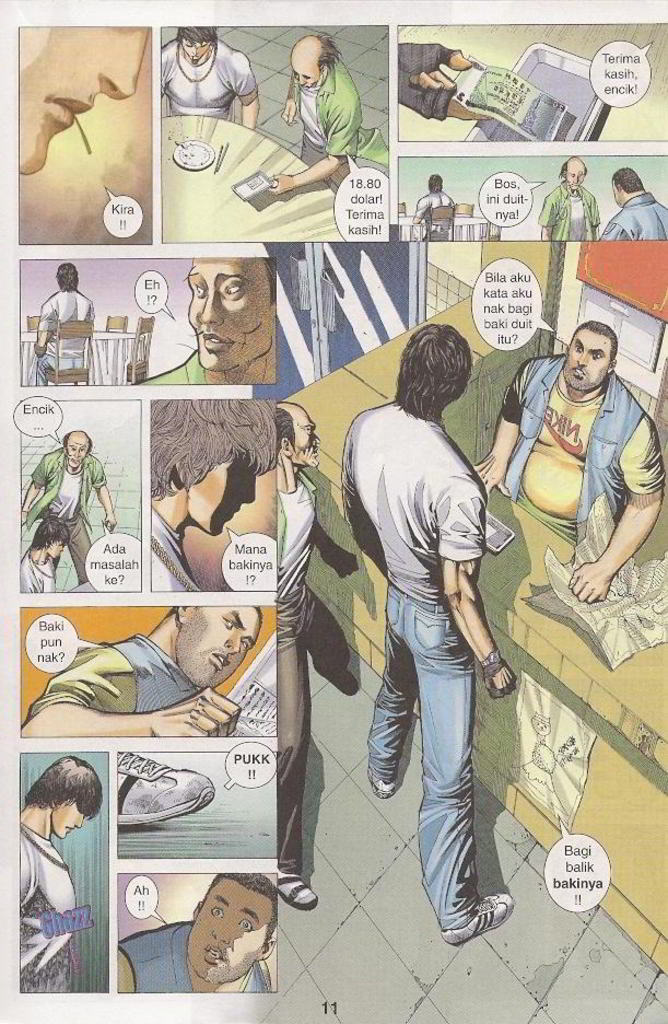 Kira
!!
18.80
dolar!
Terima
kasih!
Terima
kasih,
encik!
Bos,
ini duit-
nya!
Eh
!?
Bila aku
kata aku
nak bagi
baki duit
itu?
NIKE
Encik
...
Ada
masalah
ke?
Mana
bakinya
!?
Baki
pun
nak?
PUKK
!!
Ghozz
Ah
!!
Bagi
balik
bakinya
!!
11